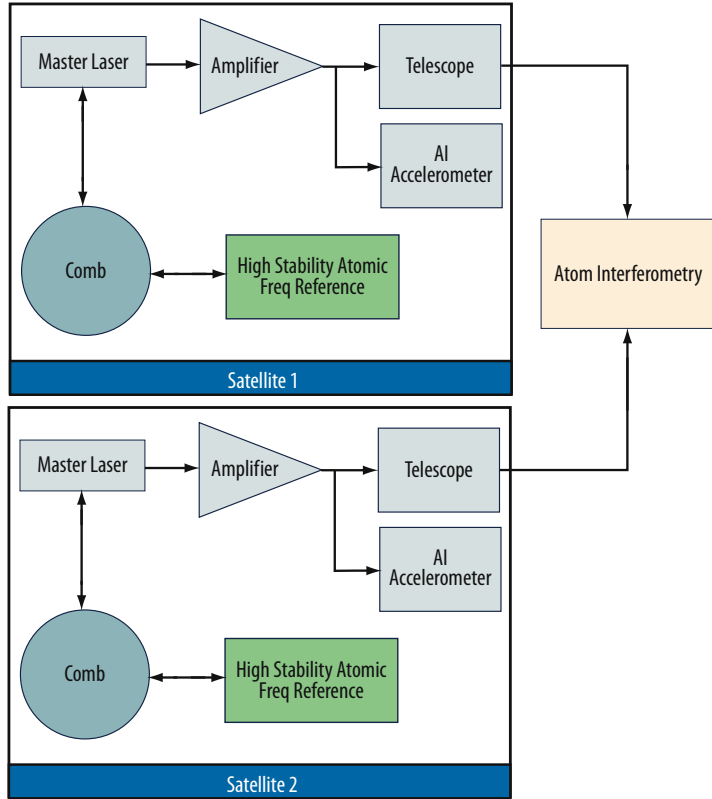 Master Laser
Amplifier
Telescope
AI
Accelerometer
Comb
High Stability Atomic
Freq Reference
Satellite 1
Atom Interferometry
Master Laser
Amplifier
Telescope
AI
Accelerometer
Comb
High Stability Atomic
Freq Reference
Satellite 2